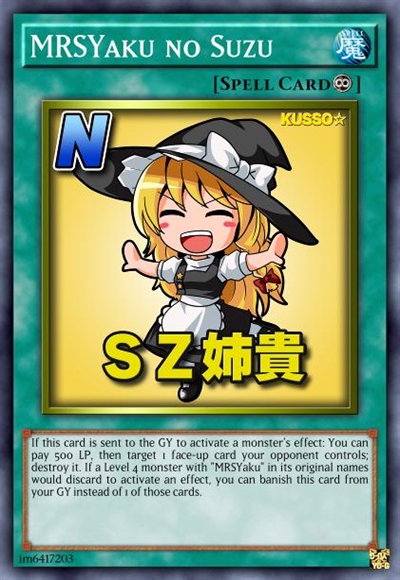 MRSYaku no Suzu
魔
[Spell Card]
N
KUSSO☆
SZ姉貴
If this card is sent to the GY to activate a monster's effect: You can
pay 500 LP, then target 1 face-up card your opponent controls;
destroy it. If a Level 4 monster with "MRSYaku" in its original names
would discard to activate an effect, you can banish this card from
your GY instead of 1 of those cards.
im6417203